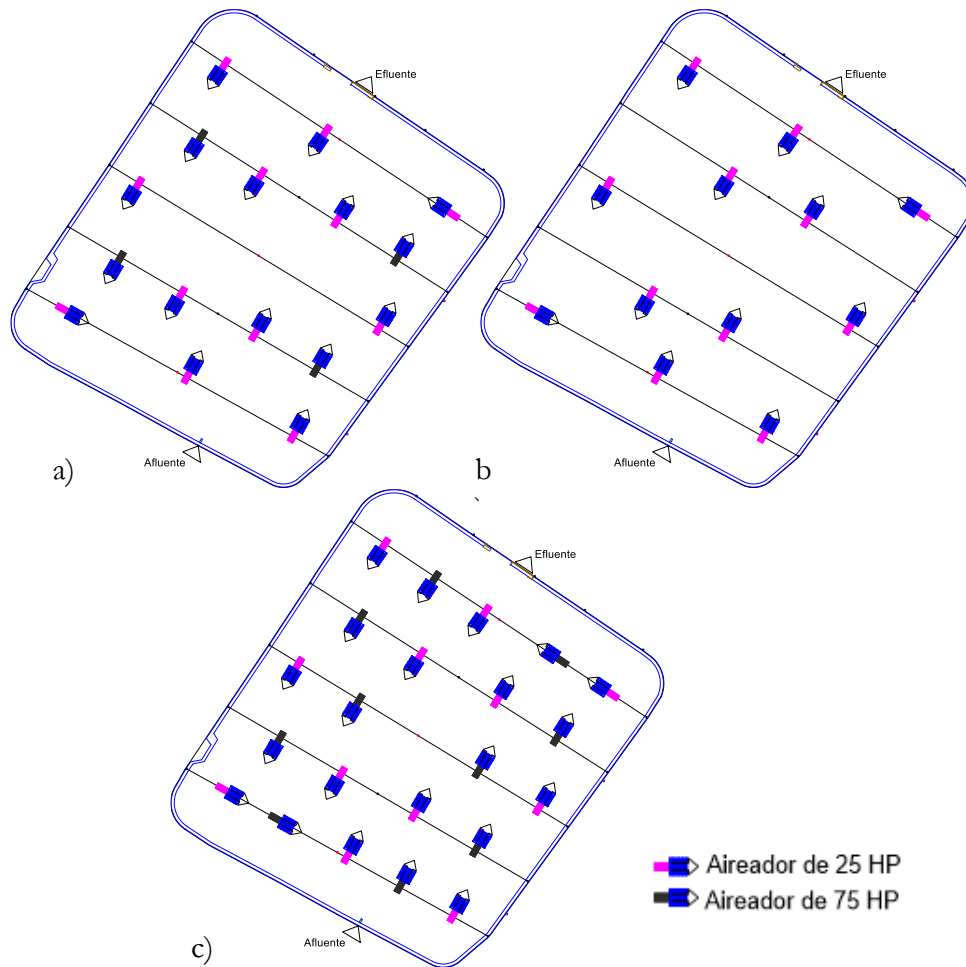 Efluente
Afluente
a)
Efluente
Afluente
b
Efluente
Afluente
c)
Aireador de 25 HP
Aireador de 75 HP